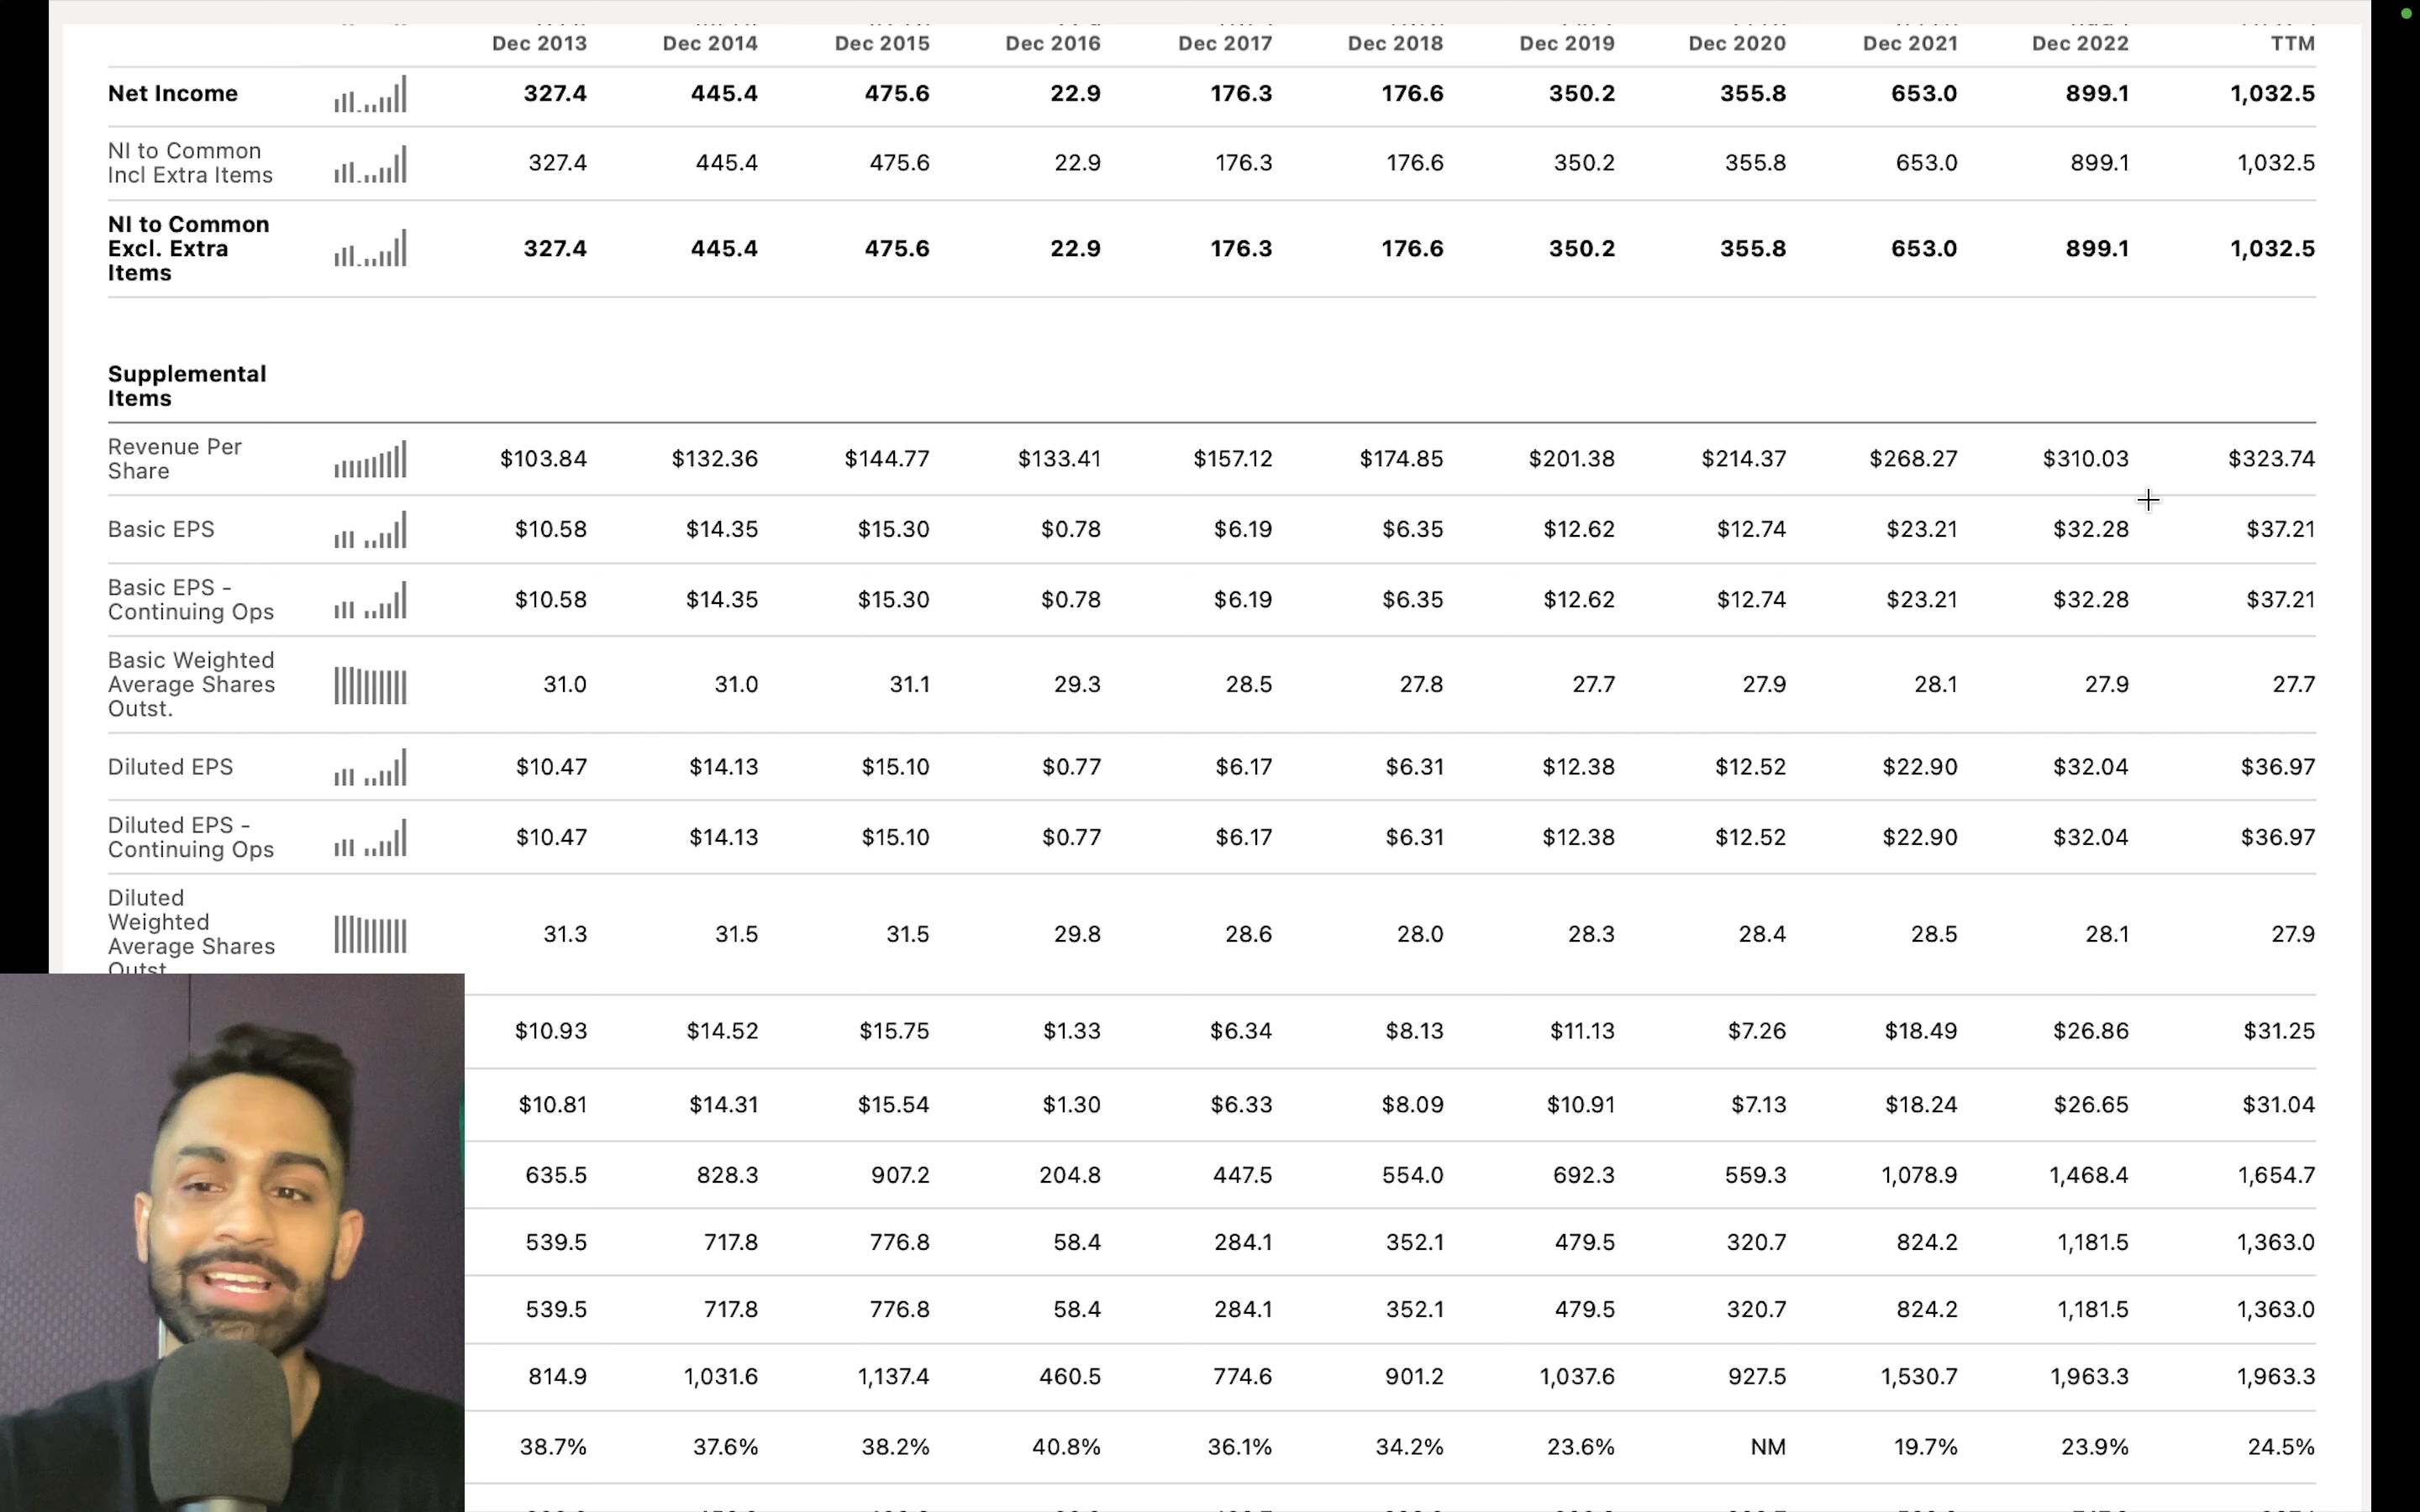 Dec 2013 Dec 2014 Dec 2015 Dec 2016 Dec 2017 Dec 2018 Dec 2019 Dec 2020 Dec 2021 Dec 2022 TTM
Net Income 327.4 445.4 475.6 22.9 176.3 176.6 350.2 355.8 653.0 899.1 1,032.5
NI to Common
Incl Extra Items 327.4 445.4 475.6 22.9 176.3 176.6 350.2 355.8 653.0 899.1 1,032.5
NI to Common
Excl. Extra
Items 327.4 445.4 475.6 22.9 176.3 176.6 350.2 355.8 653.0 899.1 1,032.5
Supplemental
Items
Revenue Per
Share $103.84 $132.36 $144.77 $133.41 $157.12 $174.85 $201.38 $214.37 $268.27 $310.03 $323.74
Basic EPS $10.58 $14.35 $15.30 $0.78 $6.19 $6.35 $12.62 $12.74 $23.21 $32.28 $37.21
Basic EPS -
Continuing Ops $10.58 $14.35 $15.30 $0.78 $6.19 $6.35 $12.62 $12.74 $23.21 $32.28 $37.21
Basic Weighted
Average Shares
Outst. 31.0 31.0 31.1 29.3 28.5 27.8 27.7 27.9 28.1 27.9 27.7
Diluted EPS $10.47 $14.13 $15.10 $0.77 $6.17 $6.31 $12.38 $12.52 $22.90 $32.04 $36.97
Diluted EPS -
Continuing Ops $10.47 $14.13 $15.10 $0.77 $6.17 $6.31 $12.38 $12.52 $22.90 $32.04 $36.97
Diluted
Weighted
Average Shares
Outst 31.3 31.5 31.5 29.8 28.6 28.0 28.3 28.4 28.5 28.1 27.9
$10.93 $14.52 $15.75 $1.33 $6.34 $8.13 $11.13 $7.26 $18.49 $26.86 $31.25
$10.81 $14.31 $15.54 $1.30 $6.33 $8.09 $10.91 $7.13 $18.24 $26.65 $31.04
635.5 828.3 907.2 204.8 447.5 554.0 692.3 559.3 1,078.9 1,468.4 1,654.7
539.5 717.8 776.8 58.4 284.1 352.1 479.5 320.7 824.2 1,181.5 1,363.0
539.5 717.8 776.8 58.4 284.1 352.1 479.5 320.7 824.2 1,181.5 1,363.0
814.9 1,031.6 1,137.4 460.5 774.6 901.2 1,037.6 927.5 1,530.7 1,963.3 1,963.3
38.7% 37.6% 38.2% 40.8% 36.1% 34.2% 23.6% NM 19.7% 23.9% 24.5%